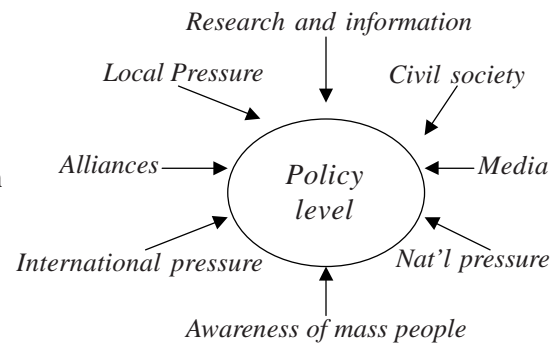 Research and information
Local Pressure
Civil society
Alliances
Policy
level
Media
International pressure
Nat'l pressure
Awareness of mass people